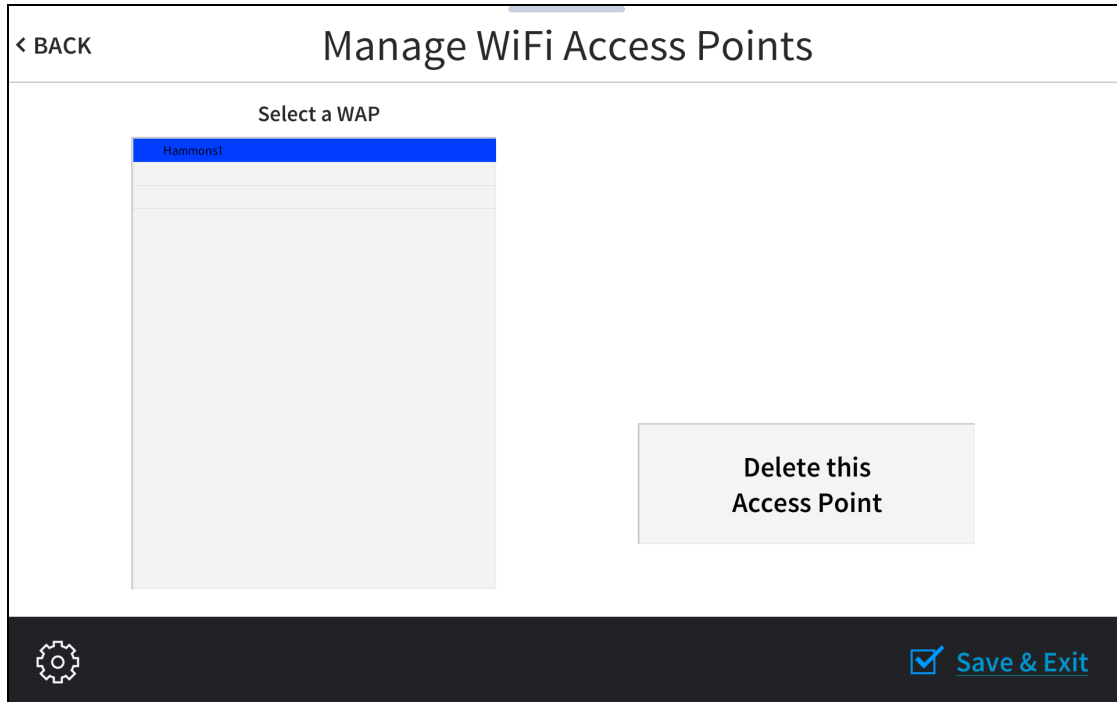 < BACK
Manage WiFi Access Points
Select a WAP
Hammons1
Delete this
Access Point
Save & Exit